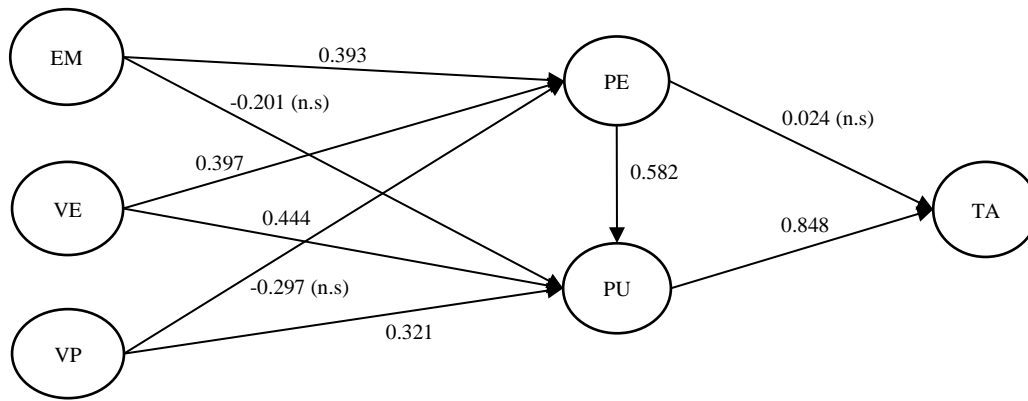 EM
0.393
PE
-0.201 (n.s)
0.024 (n.s)
0.397
0.582
VE
TA
0.444
0.848
-0.297 (n.s)
PU
0.321
VP